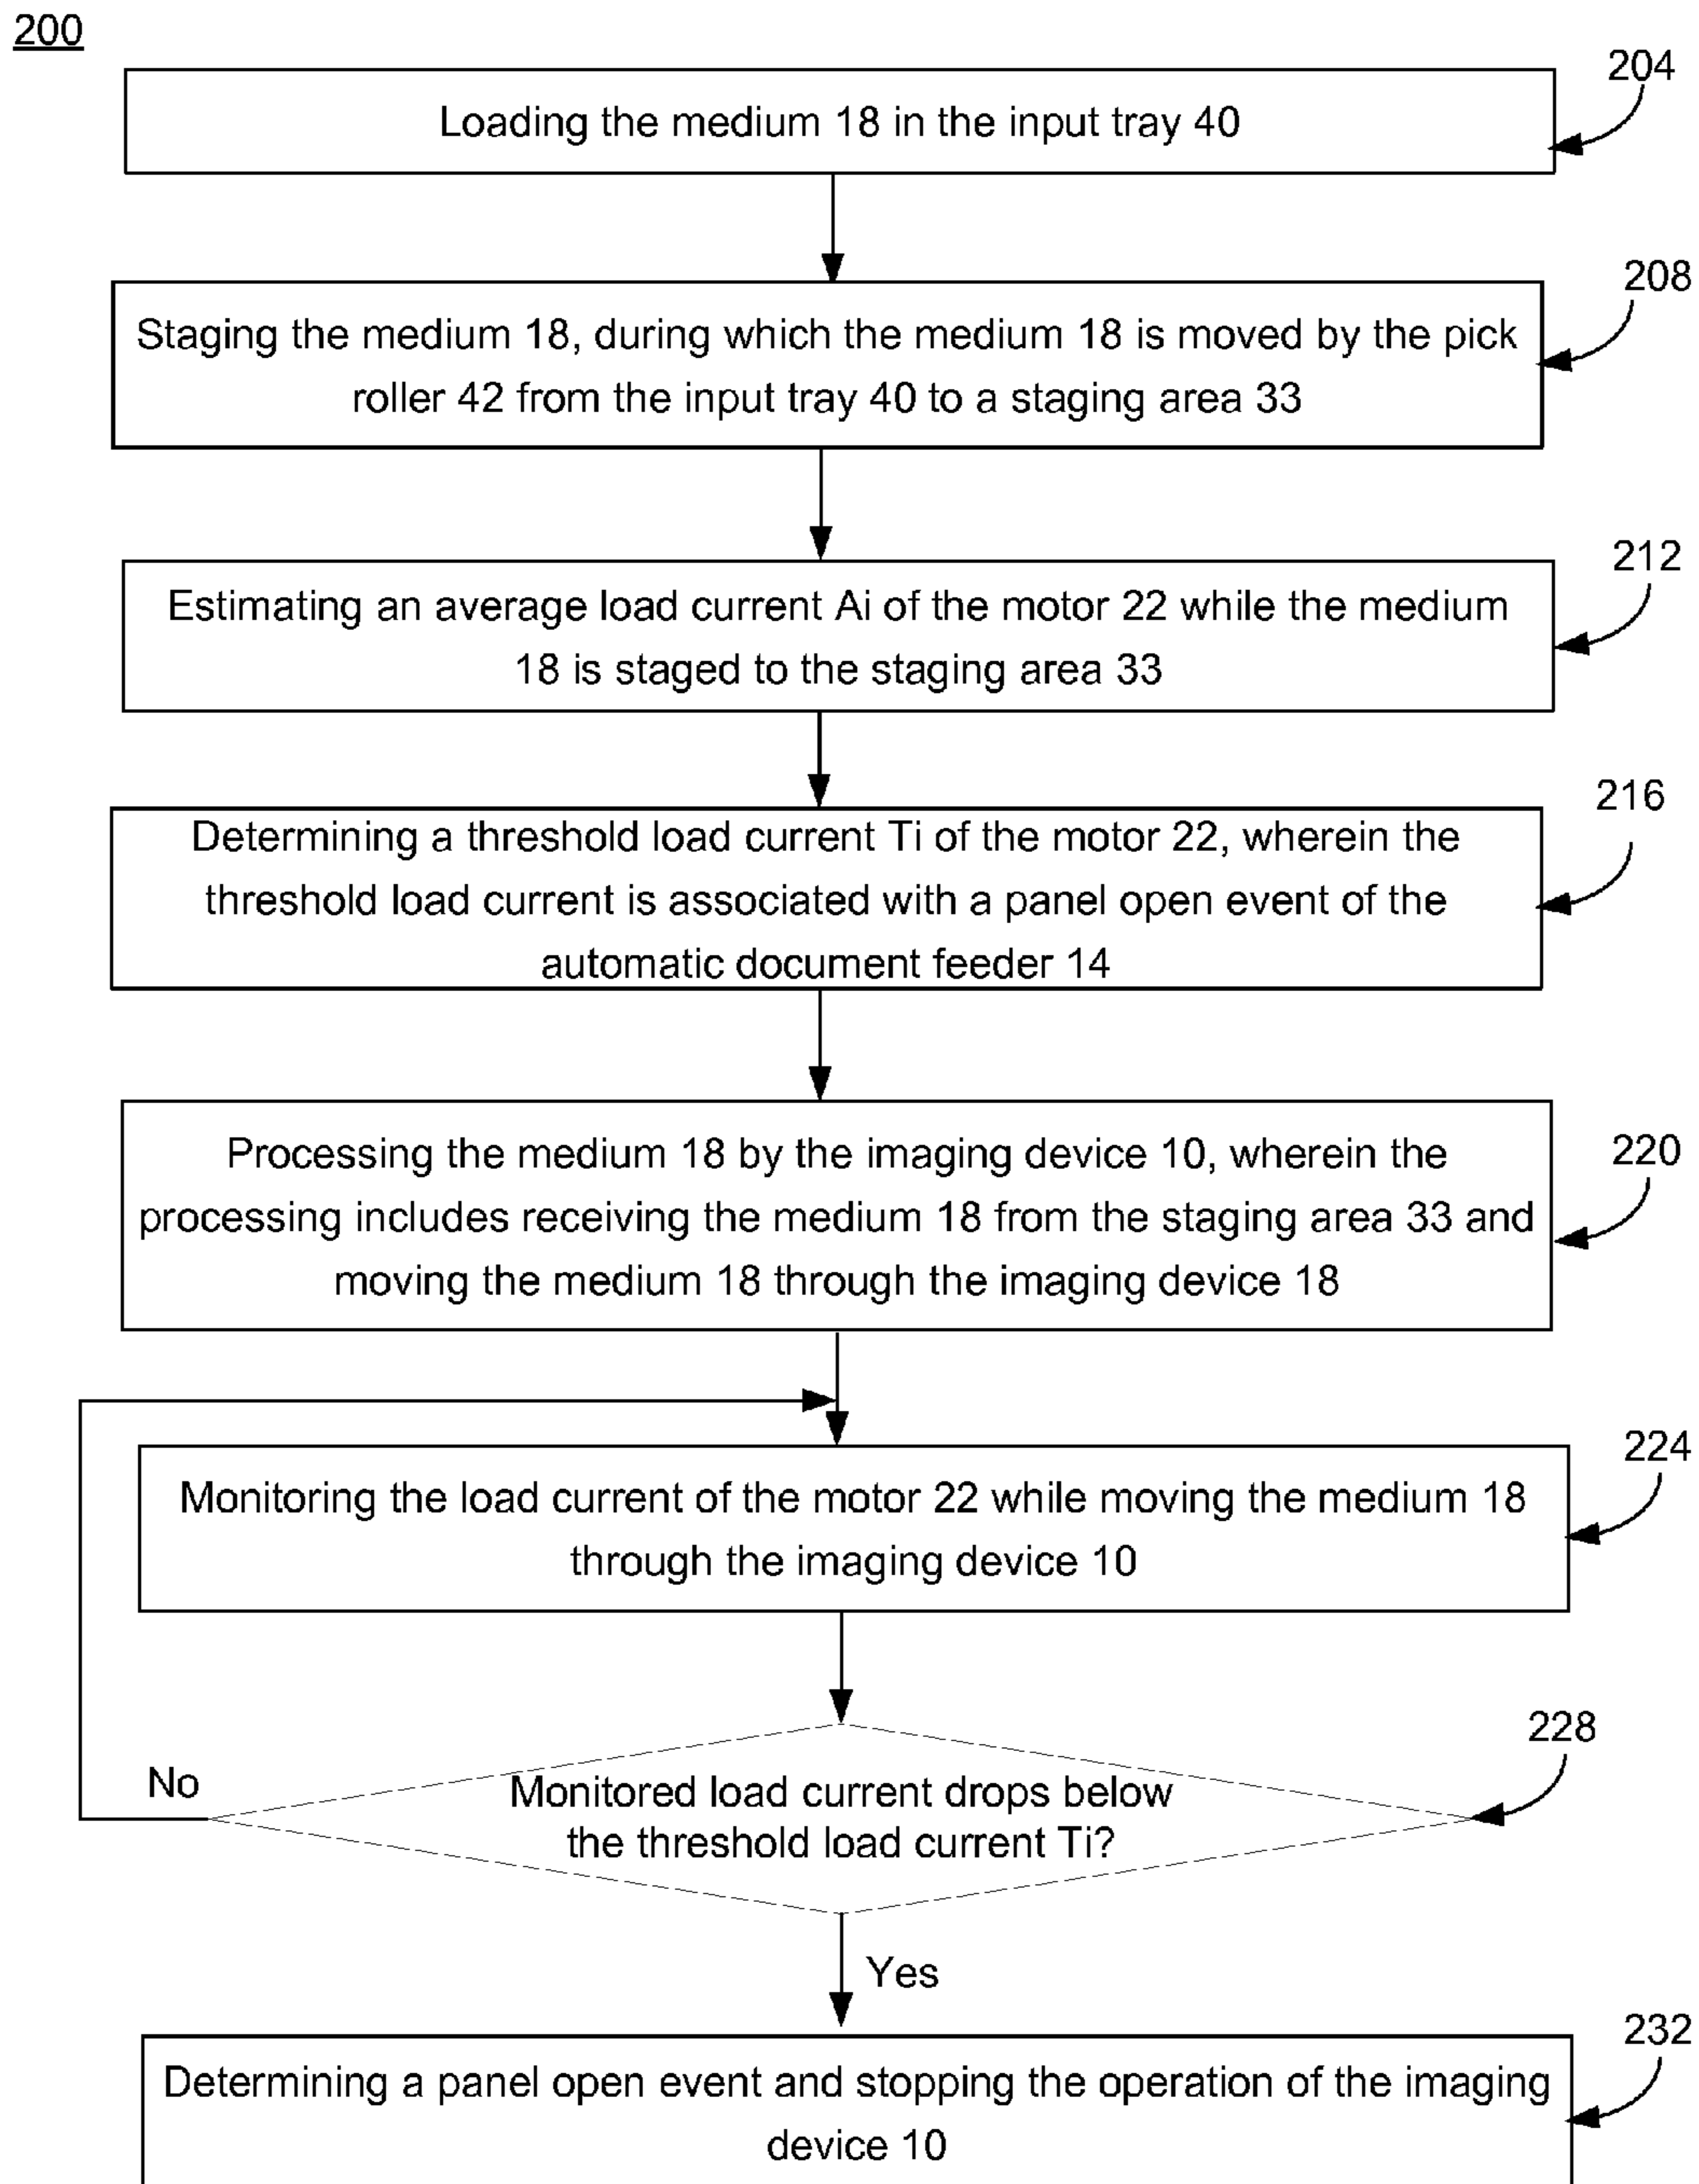 200
204
Loading the medium 18 in the input tray 40
208
Staging the medium 18, during which the medium 18 is moved by the pick
roller 42 from the input tray 40 to a staging area 33
212
Estimating an average load current Ai of the motor 22 while the medium
18 is staged to the staging area 33
216
Determining a threshold load current Ti of the motor 22, wherein the
threshold load current is associated with a panel open event of the
automatic document feeder 14
220
Processing the medium 18 by the imaging device 10, wherein the
processing includes receiving the medium 18 from the staging area 33 and
moving the medium 18 through the imaging device 18
224
Monitoring the load current of the motor 22 while moving the medium 18
through the imaging device 10
228
No
Monitored load current drops below
the threshold load current Ti?
Yes
232
Determining a panel open event and stopping the operation of the imaging
device 10